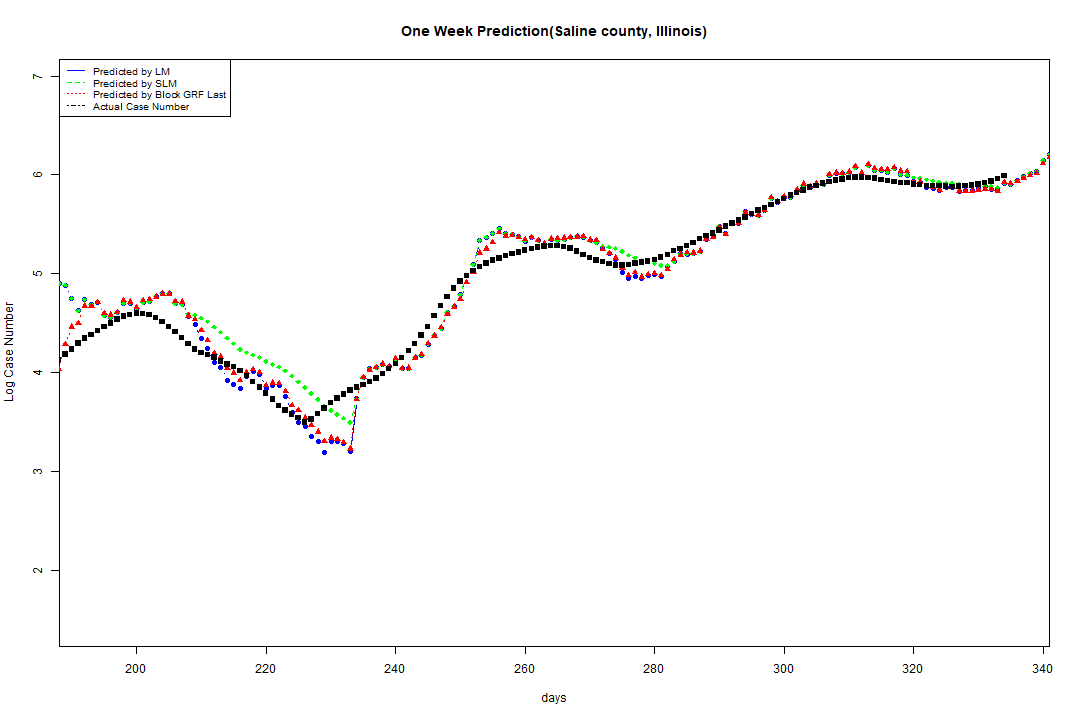 One Week Prediction(Saline county, Illinois)
Predicted by LM
Predicted by SLM
Predicted by Block GRF Last
Actual Case Number
7
6
5
4
3
2
Log Case Number
200 220 240 260 280 300 320 340
days